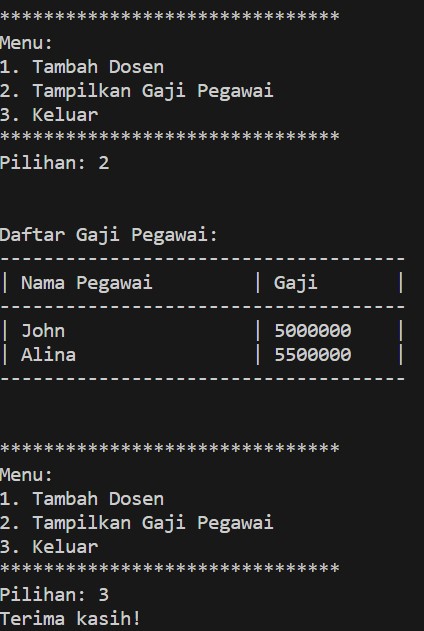 *******************************
Menu:
1. Tambah Dosen
2. Tampilkan Gaji Pegawai
3. Keluar
*******************************
Pilihan: 2
Daftar Gaji Pegawai:
-------------------------------------
| Nama Pegawai         | Gaji       |
-------------------------------------
| John                 | 5000000    |
| Alina                | 5500000    |
-------------------------------------
*******************************
Menu:
1. Tambah Dosen
2. Tampilkan Gaji Pegawai
3. Keluar
*******************************
Pilihan: 3
Terima kasih!